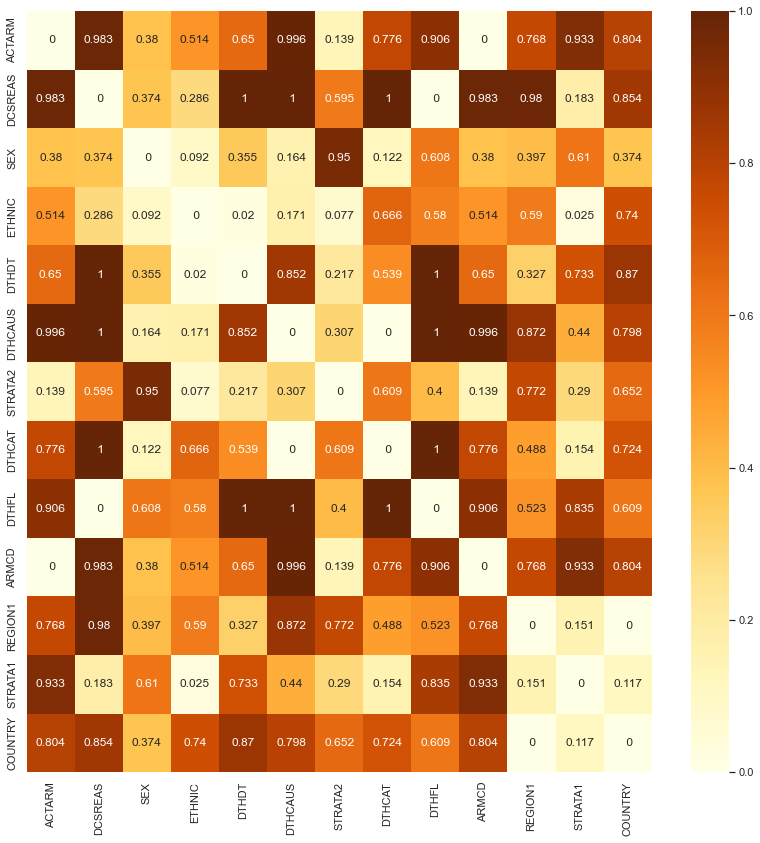 ACTARM 0 0.983 0.38 0.514 0.65 0.996 0.139 0.776 0.906 0 0.768 0.933 0.804
DCSREAS 0.983 0 0.374 0.286 1 1 0.595 1 0 0.983 0.98 0.183 0.854
SEX 0.38 0.374 0 0.092 0.355 0.164 0.95 0.122 0.608 0.38 0.397 0.61 0.374
ETHNIC 0.514 0.286 0.092 0 0.02 0.171 0.077 0.666 0.58 0.514 0.59 0.025 0.74
DTHDT 0.65 1 0.355 0.02 0 0.852 0.217 0.539 1 0.65 0.327 0.733 0.87
DTHCAUS 0.996 1 0.164 0.171 0.852 0 0.307 0 1 0.996 0.872 0.44 0.798
STRATA2 0.139 0.595 0.95 0.077 0.217 0.307 0 0.609 0.4 0.139 0.772 0.29 0.652
DTHCAT 0.776 1 0.122 0.666 0.539 0 0.609 0 1 0.776 0.488 0.154 0.724
DTHFL 0.906 0 0.608 0.58 1 1 0.4 1 0 0.906 0.523 0.835 0.609
ARMCD 0 0.983 0.38 0.514 0.65 0.996 0.139 0.776 0.906 0 0.768 0.933 0.804
REGION1 0.768 0.98 0.397 0.59 0.327 0.872 0.772 0.488 0.523 0.768 0 0.151 0
STRATA1 0.933 0.183 0.61 0.025 0.733 0.44 0.29 0.154 0.835 0.933 0.151 0 0.117
COUNTRY 0.804 0.854 0.374 0.74 0.87 0.798 0.652 0.724 0.609 0.804 0 0.117 0
ACTARM DCSREAS SEX ETHNIC DTHDT DTHCAUS STRATA2 DTHCAT DTHFL ARMCD REGION1 STRATA1 COUNTRY
1.0
0.8
0.6
0.4
0.2
0.0